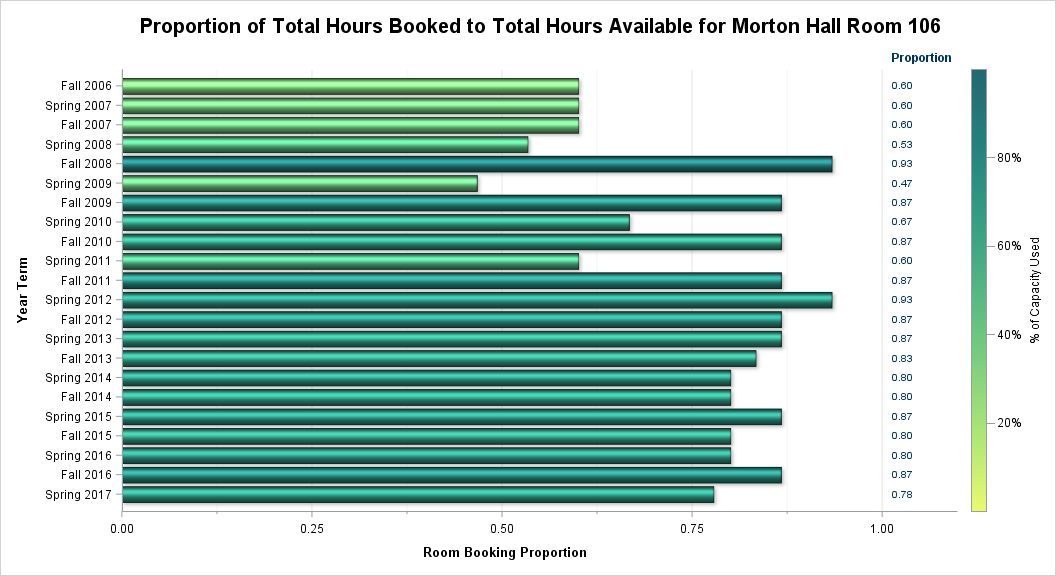 Proportion of Total Hours Booked to Total Hours Available for Morton Hall Room 106
Proportion
Fall 2006 0.60
Spring 2007 0.60
Fall 2007 0.60
Spring 2008 0.53
Fall 2008 0.93
Spring 2009 0.47
Fall 2009 0.87
Spring 2010 0.67
Fall 2010 0.87
Spring 2011 0.60
Fall 2011 0.87
Spring 2012 0.93
Fall 2012 0.87
Spring 2013 0.87
Fall 2013 0.83
Spring 2014 0.80
Fall 2014 0.80
Spring 2015 0.87
Fall 2015 0.80
Spring 2016 0.80
Fall 2016 0.87
Spring 2017 0.78
Year Term
0.00 0.25 0.50 0.75 1.00
Room Booking Proportion
80%
60%
40%
20%
% of Capacity Used